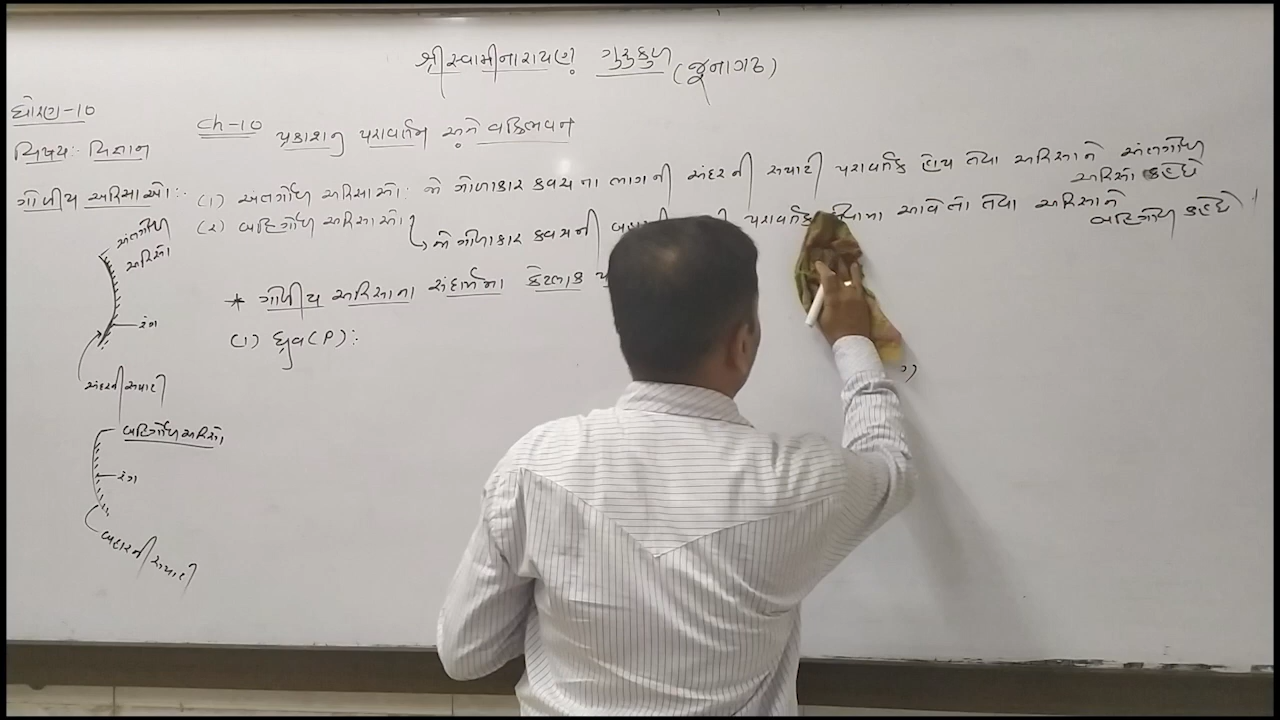 શ્રી સ્વામીનારાયણ ગુરુકુળ (જૂનાગઢ)
ધોરણ-10
Ch-10 પ્રકાશનુ પરાવર્તન અને વક્રિભવન
વિષય:- વિજ્ઞાન
ગોળીય અરિસાઓ:- (1) અંતર્ગોળ અરિસાઓ: જે ગોળાકાર કવચના ભાગની અંદરની સપાટી પરાવર્તક હોય તેવા અરિસાને અંતર્ગોળ
અરિસો કહેછે
(૨) બહિર્ગોળ અરિસાઓ જે ગોળાકાર કવચની પરાવર્તક આવેતો તેવા અરિસાને
બહિર્ગોળ કહેછે
અંતર્ગોળ
અરિસો
રંગ
અંદરની સપાટી
* ગોળીય અરિસાના સંદર્ભમા કેટલાક
(1) ધ્રુવ (P):
બહિર્ગોળ અરિસો
રંગ
બહારની સપાટી